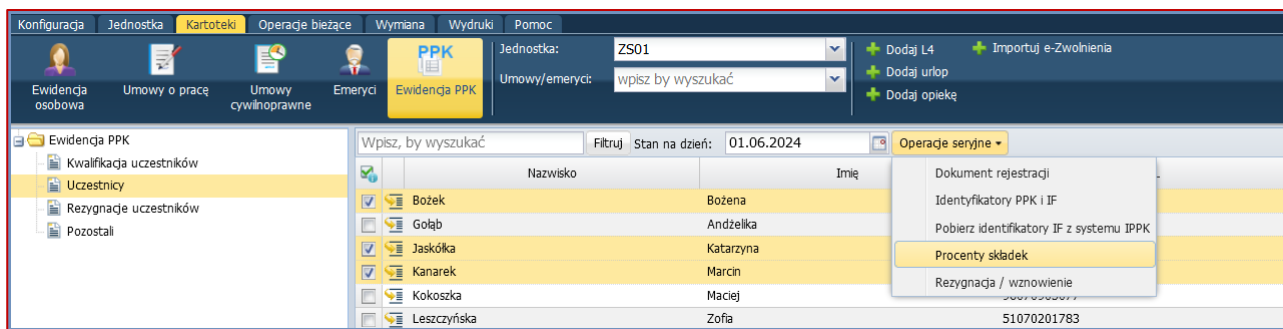 Konfiguracja Jednostka Kartoteki Operacje bieżące Wymiana Wydruki Pomoc
Ewidencja osobowa
Umowy o pracę
Umowy cywilnoprawne
Emeryci
PPK
Ewidencja PPK
Jednostka: ZS01
Umowy/emeryci: wpisz by wyszukać
Dodaj L4 Importuj e-Zwolnienia
Dodaj urlop
Dodaj opiekę
Ewidencja PPK
Kwalifikacja uczestników
Uczestnicy
Rezygnacje uczestników
Pozostali
Wpisz, by wyszukać Filtruj Stan na dzień: 01.06.2024 Operacje seryjne
Nazwisko Imię
Dokument rejestracji
Identyfikatory PPK i IF
Pobierz identyfikatory IF z systemu IPPK
Procenty składek
Rezygnacja / wznowienie
Bożek Bożena
Gołąb Andżelika
Jaskółka Katarzyna
Kanarek Marcin
Kokoszka Maciej
Leszczyńska Zofia 51070201783